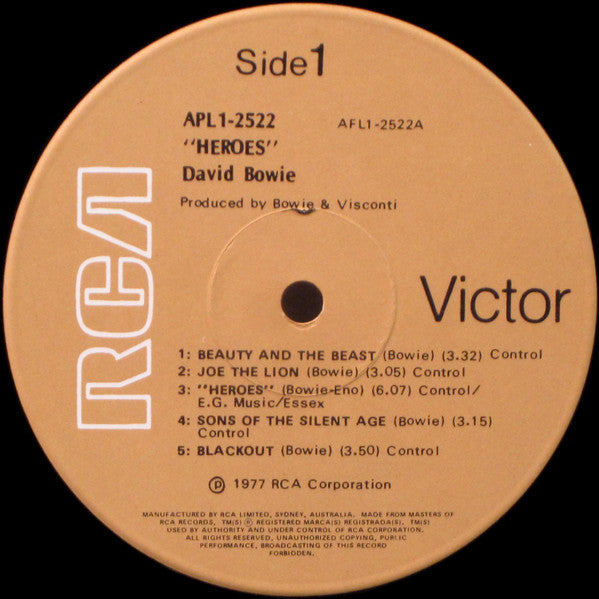 Side 1
APL1-2522 AFL1-2522A
"HEROES"
David Bowie
Produced by Bowie & Visconti
RCA
Victor
1: BEAUTY AND THE BEAST (Bowie) (3.32) Control
2: JOE THE LION (Bowie) (3.05) Control
3: "HEROES" (Bowie-Eno) (6.07) Control/
E.G. Music/Essex
4: SONS OF THE SILENT AGE (Bowie) (3.15)
Control
5: BLACKOUT (Bowie) (3.50) Control
Ⓟ 1977 RCA Corporation
MANUFACTURED BY RCA LIMITED, SYDNEY, AUSTRALIA. MADE FROM MASTERS OF
RCA RECORDS, TM(S) ® REGISTERED MARCA(S) REGISTRADA(S). TM(S)
USED BY AUTHORITY AND UNDER CONTROL OF RCA CORPORATION.
ALL RIGHTS RESERVED, UNAUTHORIZED COPYING, PUBLIC
PERFORMANCE, BROADCASTING OF THIS RECORD
FORBIDDEN.